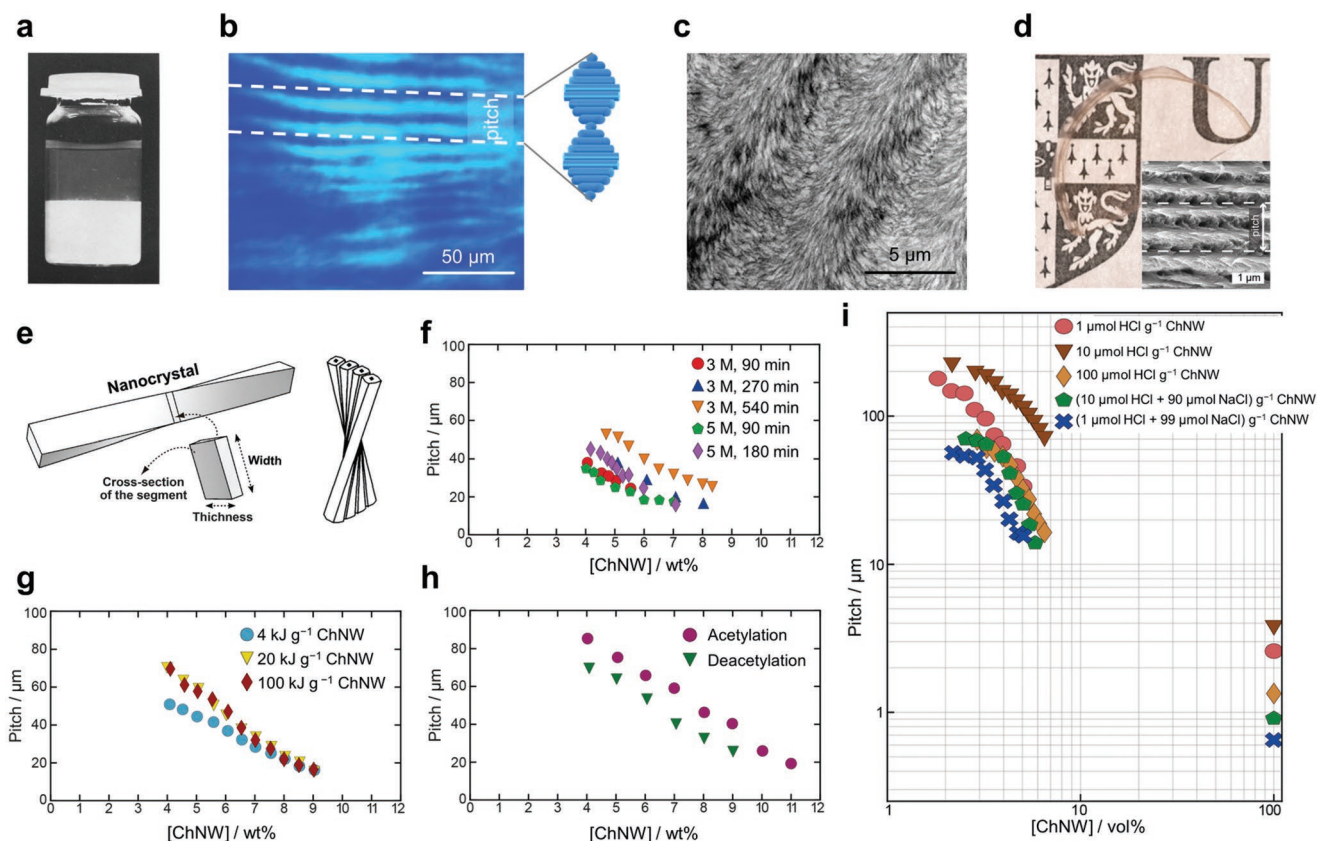 a
b
pitch
50 µm
c
5 µm
d
U
pitch
1 µm
e
Nanocrystal
Width
Cross-section
of the segment
Thichness
f
100
80
60
40
20
0
Pitch / µm
0 1 2 3 4 5 6 7 8 9 10 11 12
[ChNW] / wt%
3 M, 90 min
3 M, 270 min
3 M, 540 min
5 M, 90 min
5 M, 180 min
g
100
80
60
40
20
0
Pitch / µm
0 1 2 3 4 5 6 7 8 9 10 11 12
[ChNW] / wt%
4 kJ g⁻¹ ChNW
20 kJ g⁻¹ ChNW
100 kJ g⁻¹ ChNW
h
100
80
60
40
20
0
Pitch / µm
0 1 2 3 4 5 6 7 8 9 10 11 12
[ChNW] / wt%
Acetylation
Deacetylation
i
1 µmol HCl g⁻¹ ChNW
10 µmol HCl g⁻¹ ChNW
100 µmol HCl g⁻¹ ChNW
(10 µmol HCl + 90 µmol NaCl) g⁻¹ ChNW
(1 µmol HCl + 99 µmol NaCl) g⁻¹ ChNW
100
10
1
Pitch / µm
1 10 100
[ChNW] / vol%